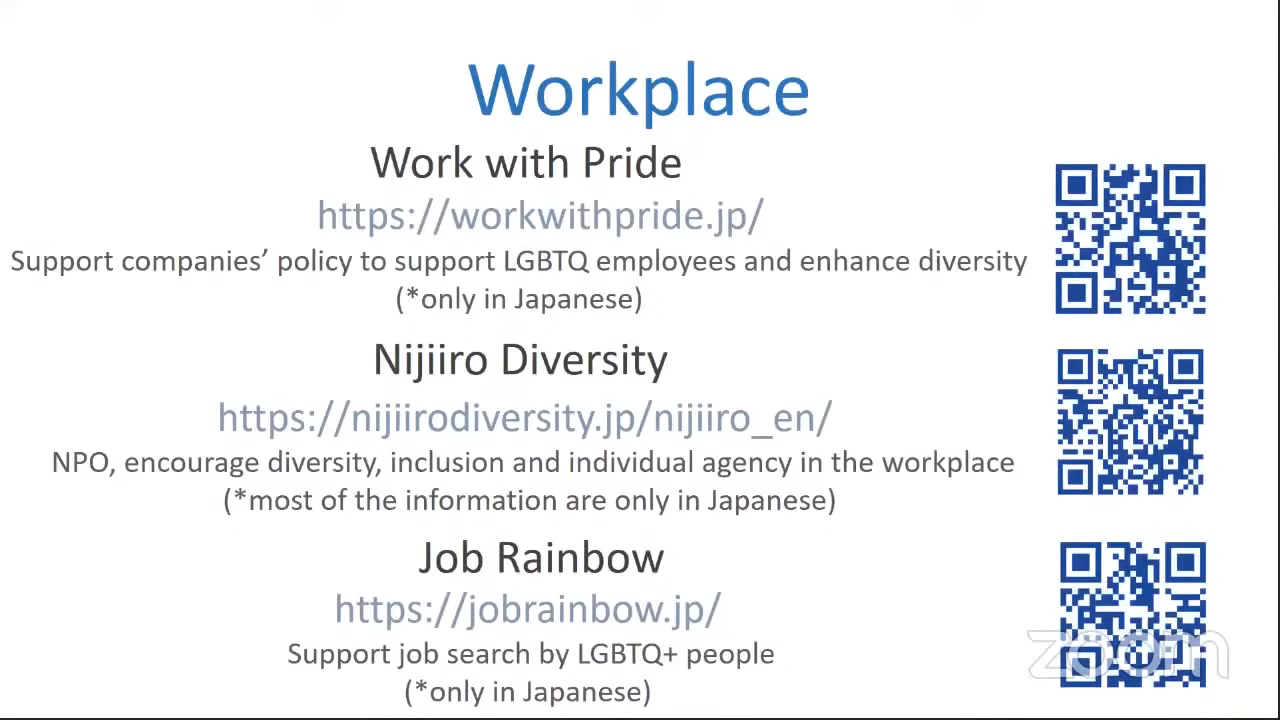 Workplace
Work with Pride
https://workwithpride.jp/
Support companies’ policy to support LGBTQ employees and enhance diversity
(*only in Japanese)
Nijiiro Diversity
https://nijiirodiversity.jp/nijiiro_en/
NPO, encourage diversity, inclusion and individual agency in the workplace
(*most of the information are only in Japanese)
Job Rainbow
https://jobrainbow.jp/
Support job search by LGBTQ+ people
(*only in Japanese)
zoom